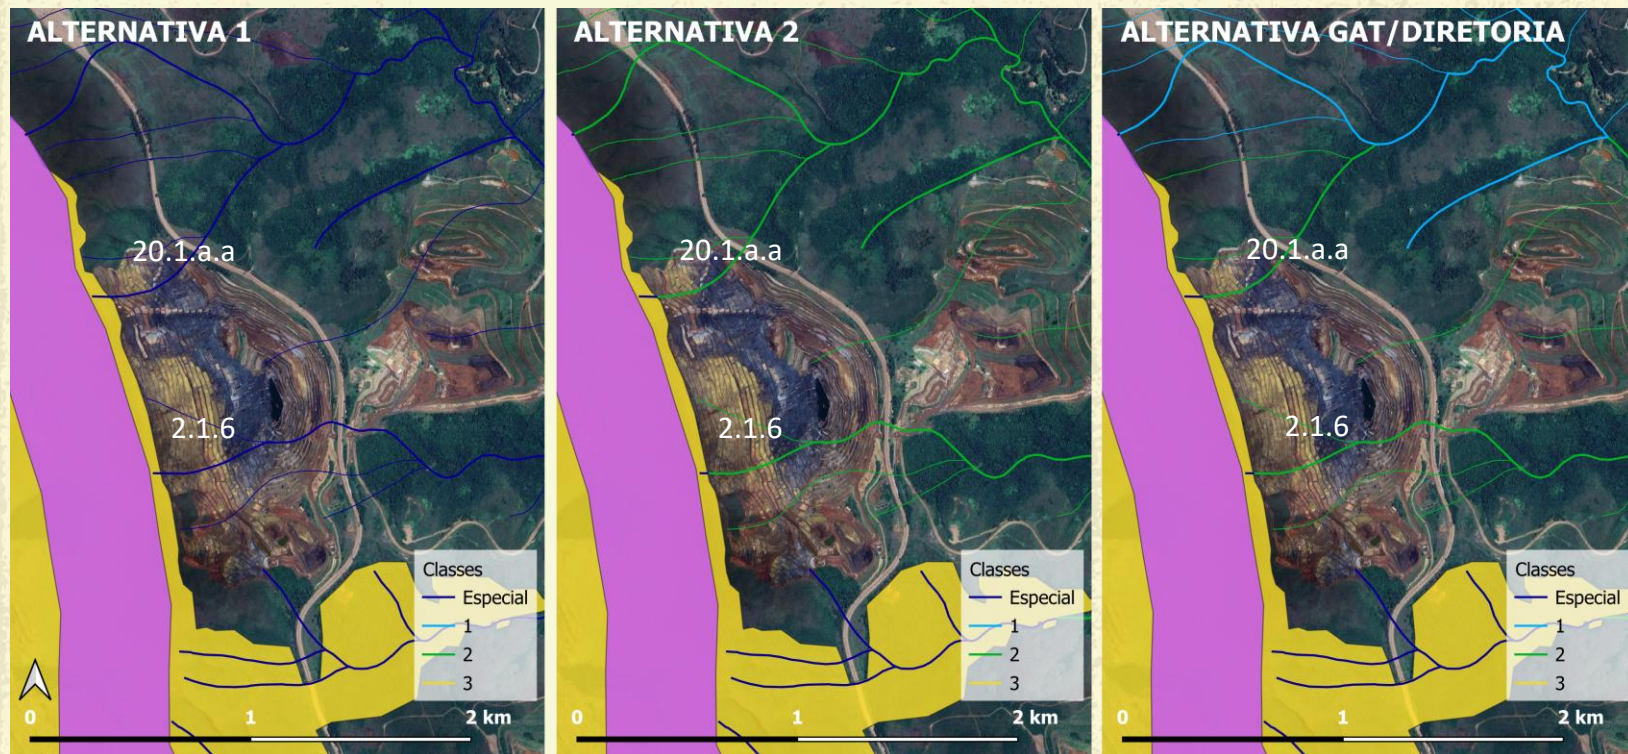 ALTERNATIVA 1
20.1.a.a
2.1.6
Classes
Especial
1
2
3
0 1 2 km
ALTERNATIVA 2
20.1.a.a
2.1.6
Classes
Especial
1
2
3
0 1 2 km
ALTERNATIVA GAT/DIRETORIA
20.1.a.a
2.1.6
Classes
Especial
1
2
3
0 1 2 km